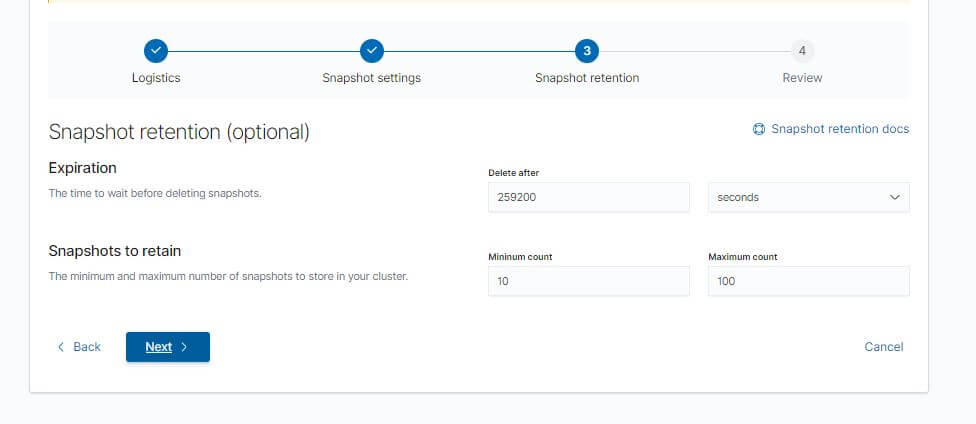 Logistics
Snapshot settings
3
Snapshot retention
4
Review
Snapshot retention (optional)
Snapshot retention docs
Expiration
The time to wait before deleting snapshots.
Delete after
259200
seconds
Snapshots to retain
The minimum and maximum number of snapshots to store in your cluster.
Mininum count
10
Maximum count
100
Back
Next
Cancel